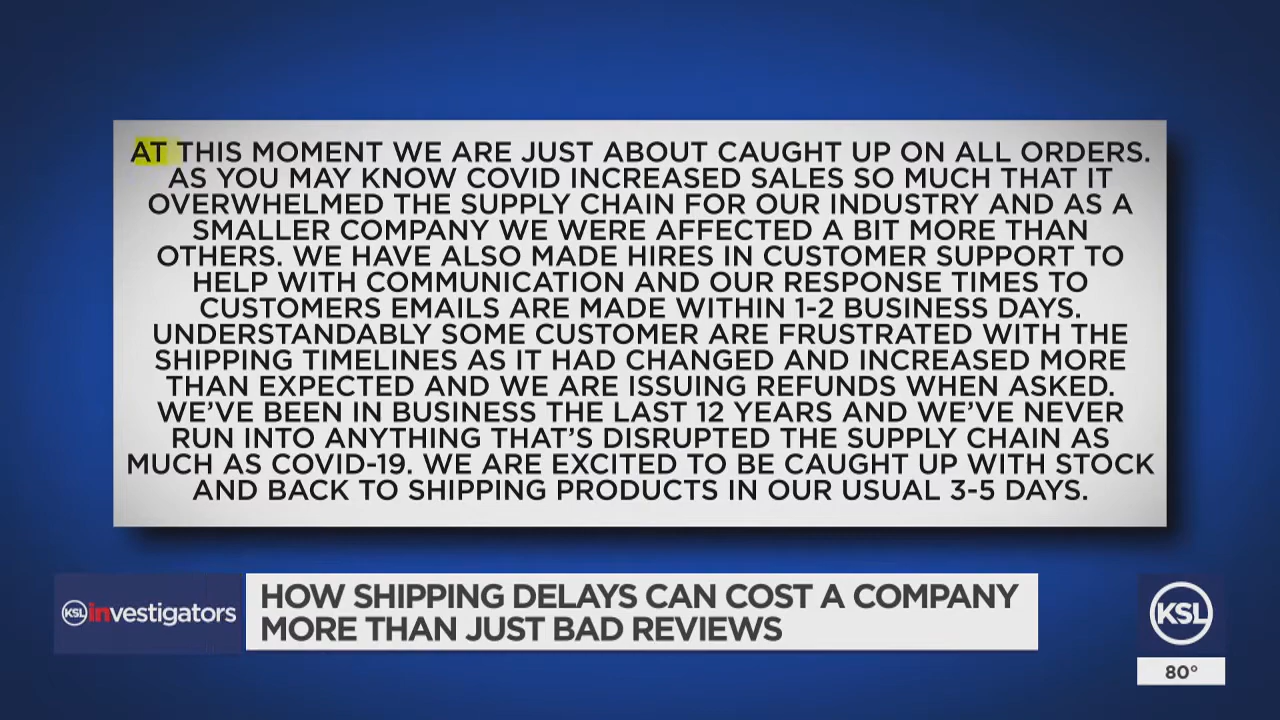 AT THIS MOMENT WE ARE JUST ABOUT CAUGHT UP ON ALL ORDERS.
AS YOU MAY KNOW COVID INCREASED SALES SO MUCH THAT IT
OVERWHELMED THE SUPPLY CHAIN FOR OUR INDUSTRY AND AS A
SMALLER COMPANY WE WERE AFFECTED A BIT MORE THAN
OTHERS. WE HAVE ALSO MADE HIRES IN CUSTOMER SUPPORT TO
HELP WITH COMMUNICATION AND OUR RESPONSE TIMES TO
CUSTOMERS EMAILS ARE MADE WITHIN 1-2 BUSINESS DAYS.
UNDERSTANDABLY SOME CUSTOMER ARE FRUSTRATED WITH THE
SHIPPING TIMELINES AS IT HAD CHANGED AND INCREASED MORE
THAN EXPECTED AND WE ARE ISSUING REFUNDS WHEN ASKED.
WE'VE BEEN IN BUSINESS THE LAST 12 YEARS AND WE'VE NEVER
RUN INTO ANYTHING THAT'S DISRUPTED THE SUPPLY CHAIN AS
MUCH AS COVID-19. WE ARE EXCITED TO BE CAUGHT UP WITH STOCK
AND BACK TO SHIPPING PRODUCTS IN OUR USUAL 3-5 DAYS.
KSL investigators
HOW SHIPPING DELAYS CAN COST A COMPANY
MORE THAN JUST BAD REVIEWS
KSL
80°